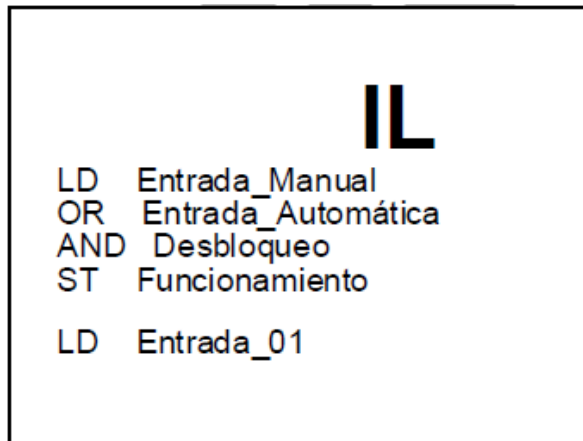 IL
LD Entrada_Manual
OR Entrada_Automática
AND Desbloqueo
ST Funcionamiento
LD Entrada_01